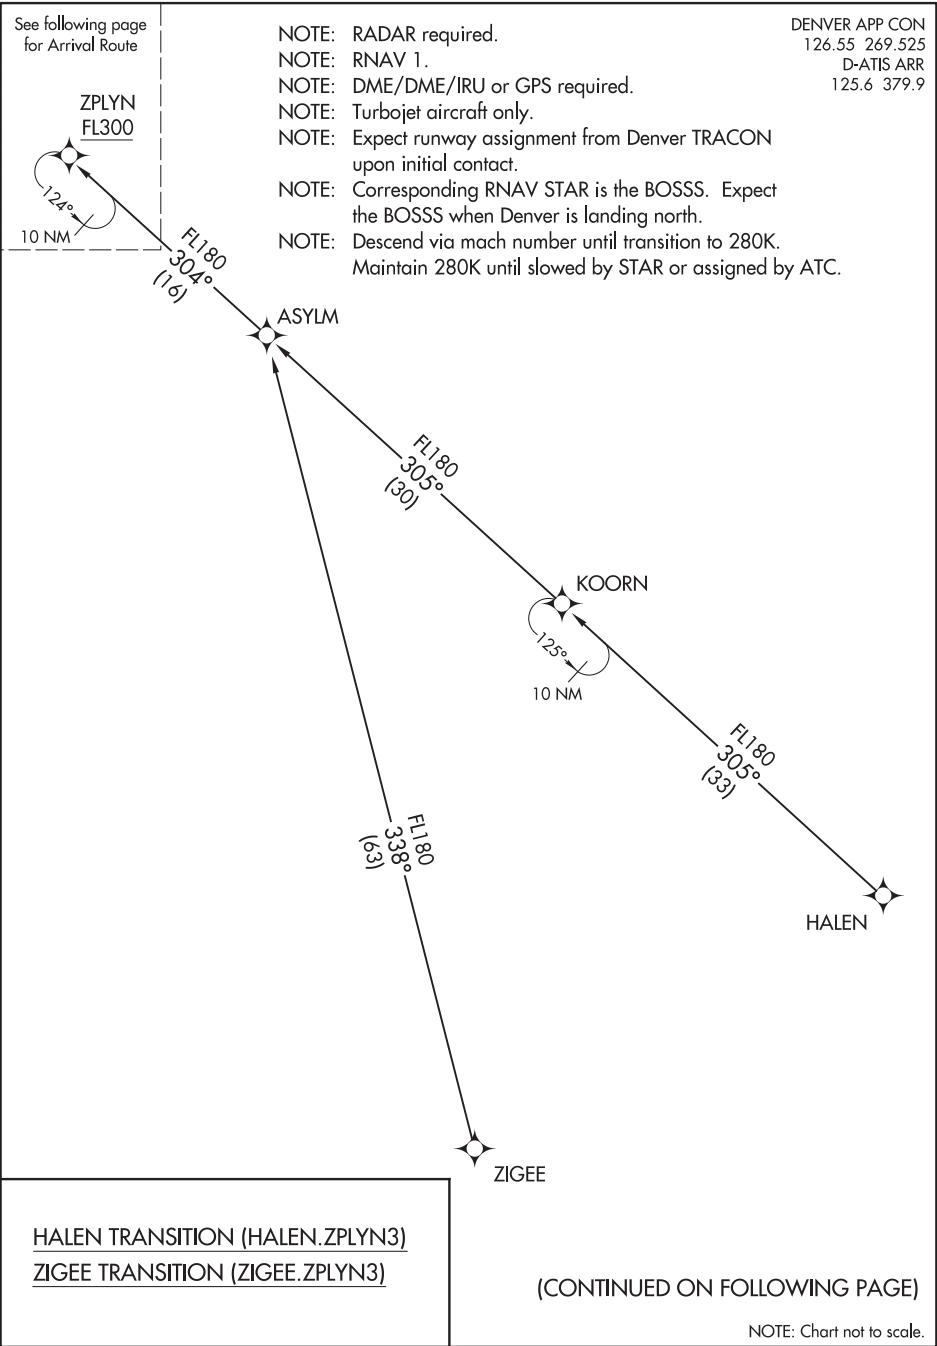 See following page
for Arrival Route
NOTE: RADAR required.
NOTE: RNAV 1.
NOTE: DME/DME/IRU or GPS required.
NOTE: Turbojet aircraft only.
NOTE: Expect runway assignment from Denver TRACON
upon initial contact.
NOTE: Corresponding RNAV STAR is the BOSSS. Expect
the BOSSS when Denver is landing north.
NOTE: Descend via mach number until transition to 280K.
Maintain 280K until slowed by STAR or assigned by ATC.
DENVER APP CON
126.55 269.525
D-ATIS ARR
125.6 379.9
ZPLYN
FL300
124°
10 NM
FL180
304°
(16)
ASYLM
FL180
305°
(30)
KOORN
125°
10 NM
FL180
305°
(33)
HALEN
FL180
338°
(63)
ZIGEE
HALEN TRANSITION (HALEN.ZPLYN3)
ZIGEE TRANSITION (ZIGEE.ZPLYN3)
(CONTINUED ON FOLLOWING PAGE)
NOTE: Chart not to scale.